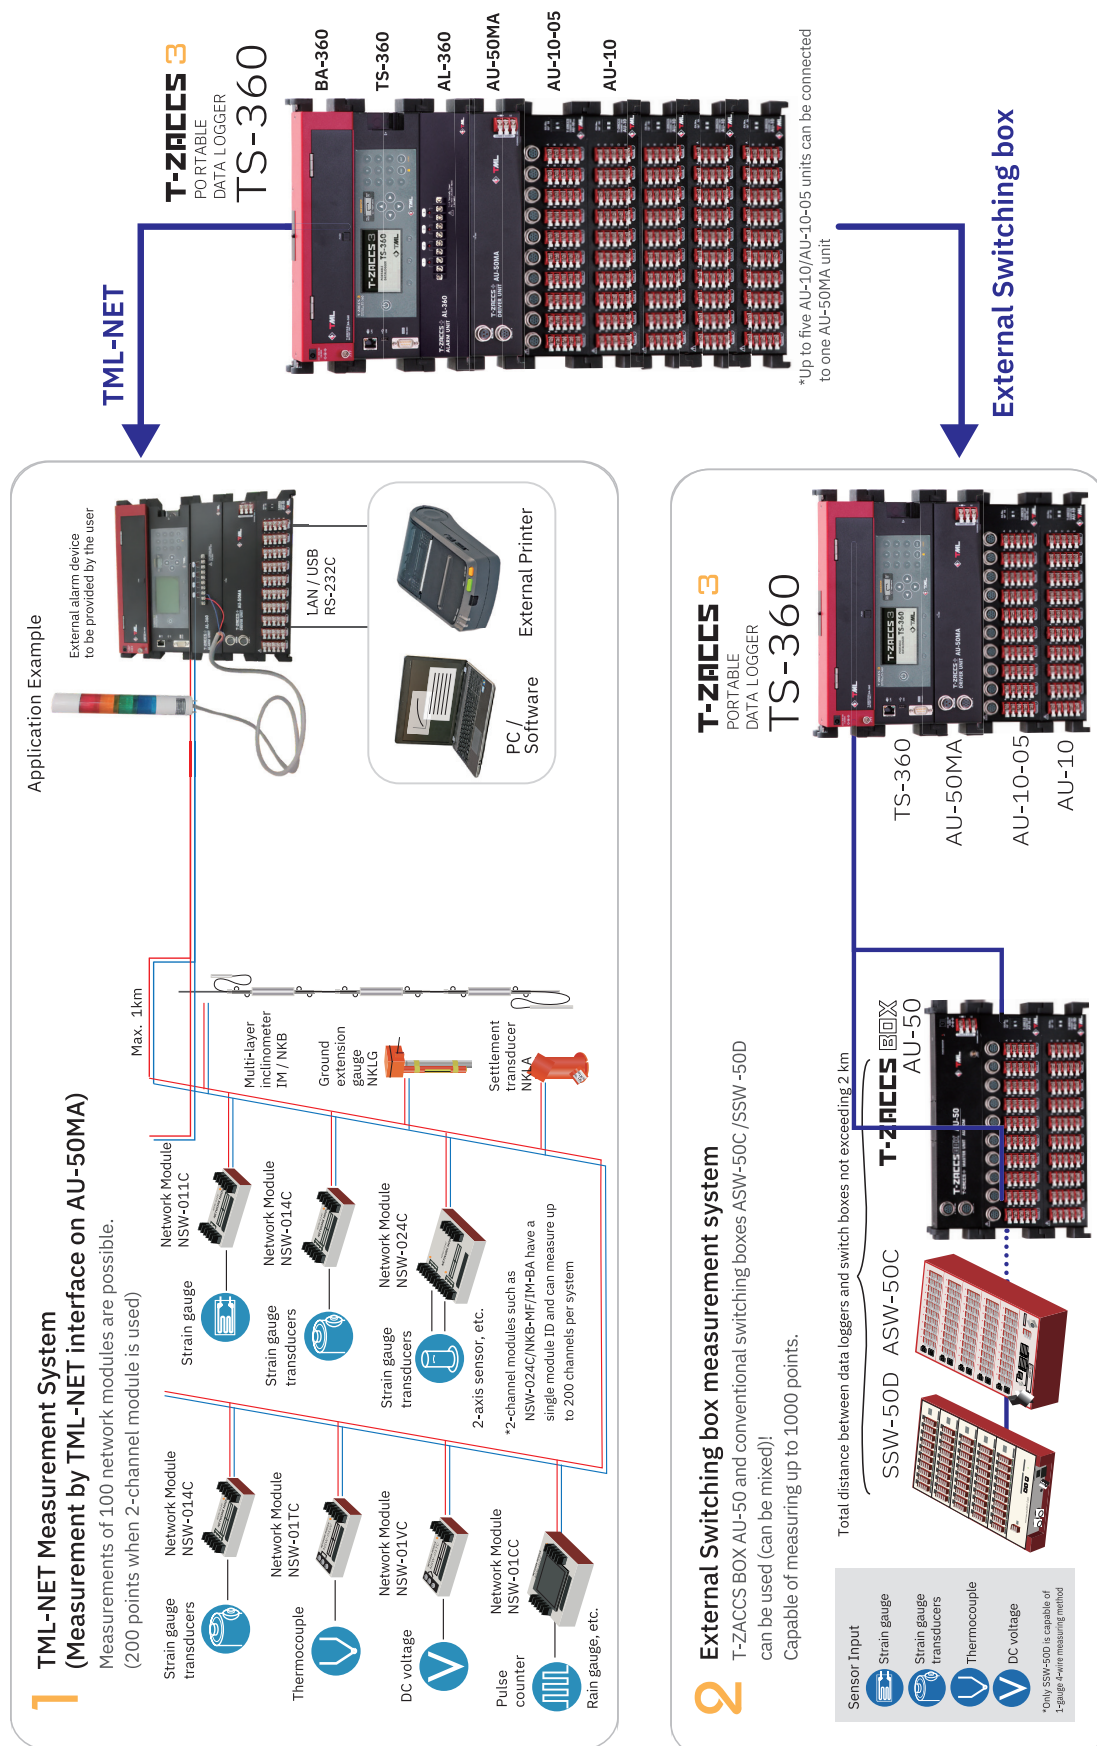 1
TML-NET Measurement System
(Measurement by TML-NET interface on AU-50MA)
Measurements of 100 network modules are possible.
(200 points when 2-channel module is used)
Application Example
External alarm device
to be provided by the user
LAN / USB
RS-232C
PC /
Software
External Printer
Max. 1km
Strain gauge
transducers
Network Module
NSW-014C
Thermocouple
Network Module
NSW-01TC
DC voltage
Network Module
NSW-01VC
Pulse
counter
Rain gauge, etc.
Network Module
NSW-01CC
Strain gauge
Network Module
NSW-011C
Strain gauge
transducers
Network Module
NSW-014C
Strain gauge
transducers
2-axis sensor, etc.
Network Module
NSW-024C
*2-channel modules such as
NSW-024C/NKB-MF/IM-BA have a
single module ID and can measure up
to 200 channels per system
Multi-layer
inclinometer
IM / NKB
Ground
extension
gauge
NKLG
Settlement
transducer
NKLA
TML-NET
T-ZACCS 3
PORTABLE
DATA LOGGER
TS-360
BA-360
TS-360
AL-360
AU-50MA
AU-10-05
AU-10
*Up to five AU-10/AU-10-05 units can be connected
to one AU-50MA unit
External Switching box
2
External Switching box measurement system
T-ZACCS BOX AU-50 and conventional switching boxes ASW-50C /SSW -50D
can be used (can be mixed)!
Capable of measuring up to 1000 points.
T-ZACCS 3
PORTABLE
DATA LOGGER
TS-360
TS-360
AU-50MA
AU-10-05
AU-10
Total distance between data loggers and switch boxes not exceeding 2 km
SSW-50D
ASW-50C
T-ZACCS BOX
AU-50
Sensor Input
Strain gauge
Strain gauge
transducers
Thermocouple
DC voltage
*Only SSW-50D is capable of
1-gauge 4-wire measuring method